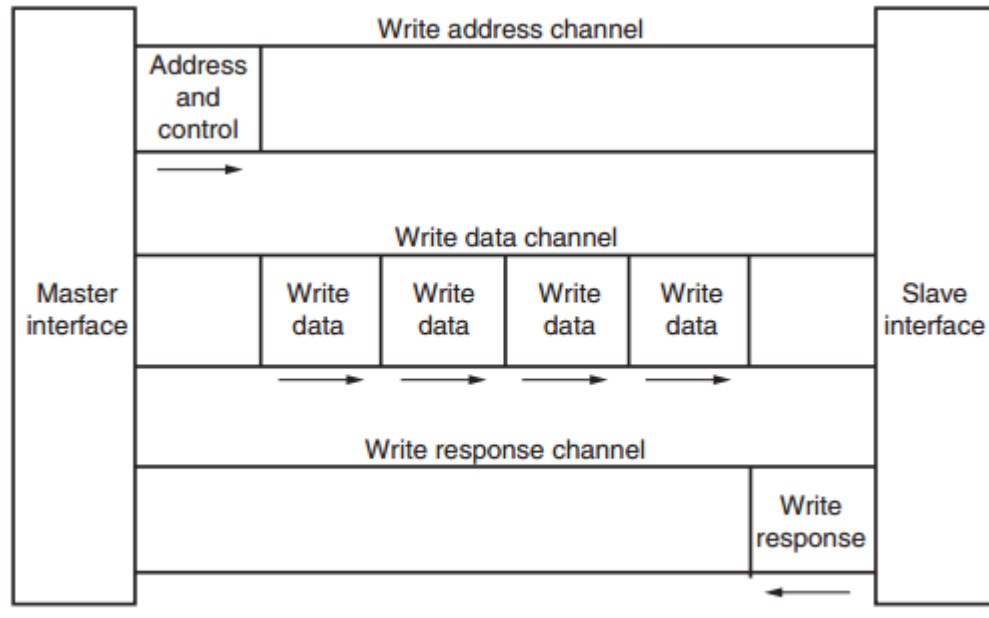 Write address channel
Address
and
control
Write data channel
Master
interface
Write
data
Write
data
Write
data
Write
data
Slave
interface
Write response channel
Write
response